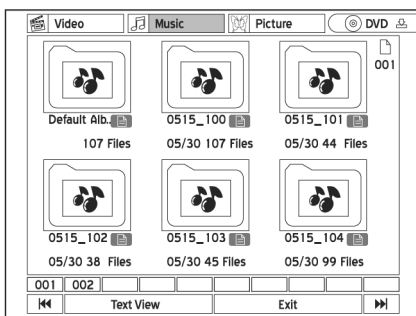 Video Music Picture DVD
001
Default Alb.. 0515_100 0515_101
107 Files 05/30 107 Files 05/30 44 Files
0515_102 0515_103 0515_104
05/30 38 Files 05/30 45 Files 05/30 99 Files
001 002
Text View Exit